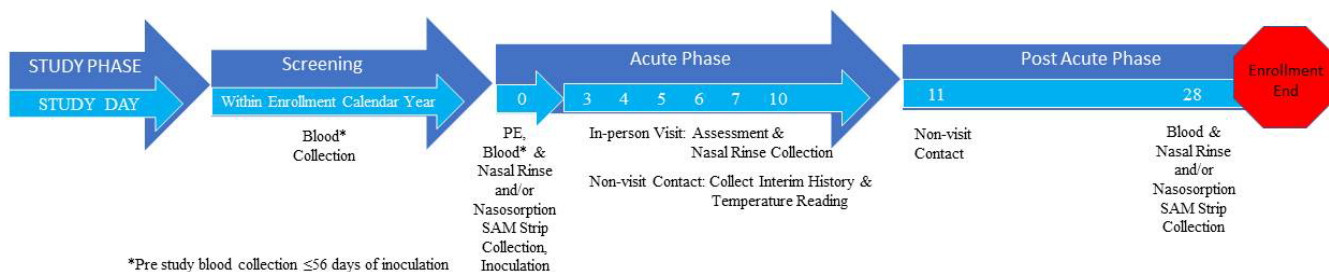 STUDY PHASE
STUDY DAY
Screening
Within Enrollment Calendar Year
Blood*
Collection
Acute Phase
0
3 4 5 6 7 10
PE,
Blood* &
Nasal Rinse
and/or
Nasosorption
SAM Strip
Collection,
Inoculation
In-person Visit: Assessment &
Nasal Rinse Collection
Non-visit Contact: Collect Interim History &
Temperature Reading
Post Acute Phase
11
28
Non-visit
Contact
Blood &
Nasal Rinse
and/or
Nasosorption
SAM Strip
Collection
Enrollment
End
*Pre study blood collection ≤56 days of inoculation